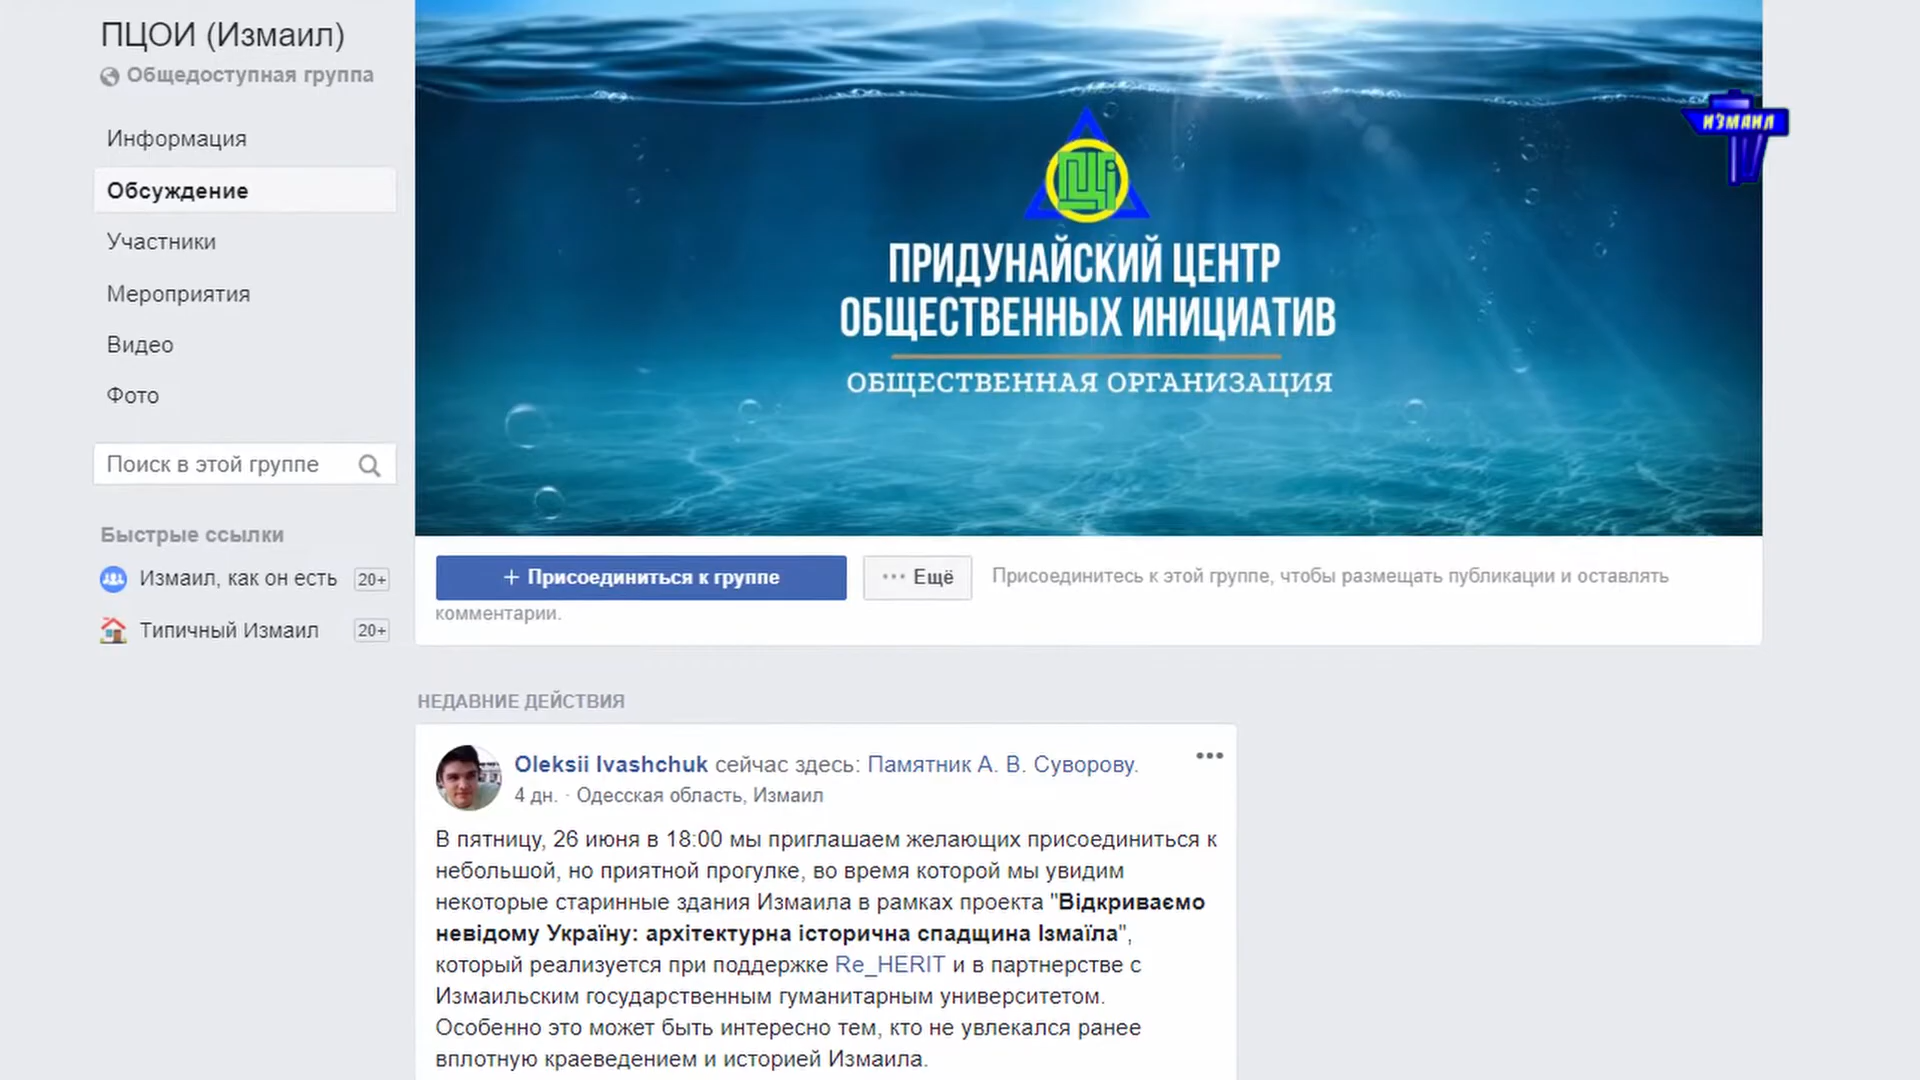 ПЦОИ (Измаил)
Общедоступная группа
Информация
Обсуждение
Участники
Мероприятия
Видео
Фото
Поиск в этой группе
Быстрые ссылки
Измаил, как он есть 20+
Типичный Измаил 20+
ПЦІ
ПРИДУНАЙСКИЙ ЦЕНТР
ОБЩЕСТВЕННЫХ ИНИЦИАТИВ
ОБЩЕСТВЕННАЯ ОРГАНИЗАЦИЯ
ИЗМАИЛ
TV
+ Присоединиться к группе
··· Ещё
Присоединитесь к этой группе, чтобы размещать публикации и оставлять
комментарии.
НЕДАВНИЕ ДЕЙСТВИЯ
Oleksii Ivashchuk сейчас здесь: Памятник А. В. Суворову.
4 дн. · Одесская область, Измаил
В пятницу, 26 июня в 18:00 мы приглашаем желающих присоединиться к
небольшой, но приятной прогулке, во время которой мы увидим
некоторые старинные здания Измаила в рамках проекта "Відкриваємо
невідому Україну: архітектурна історична спадщина Ізмаїла",
который реализуется при поддержке Re_HERIT и в партнерстве с
Измаильским государственным гуманитарным университетом.
Особенно это может быть интересно тем, кто не увлекался ранее
вплотную краеведением и историей Измаила.